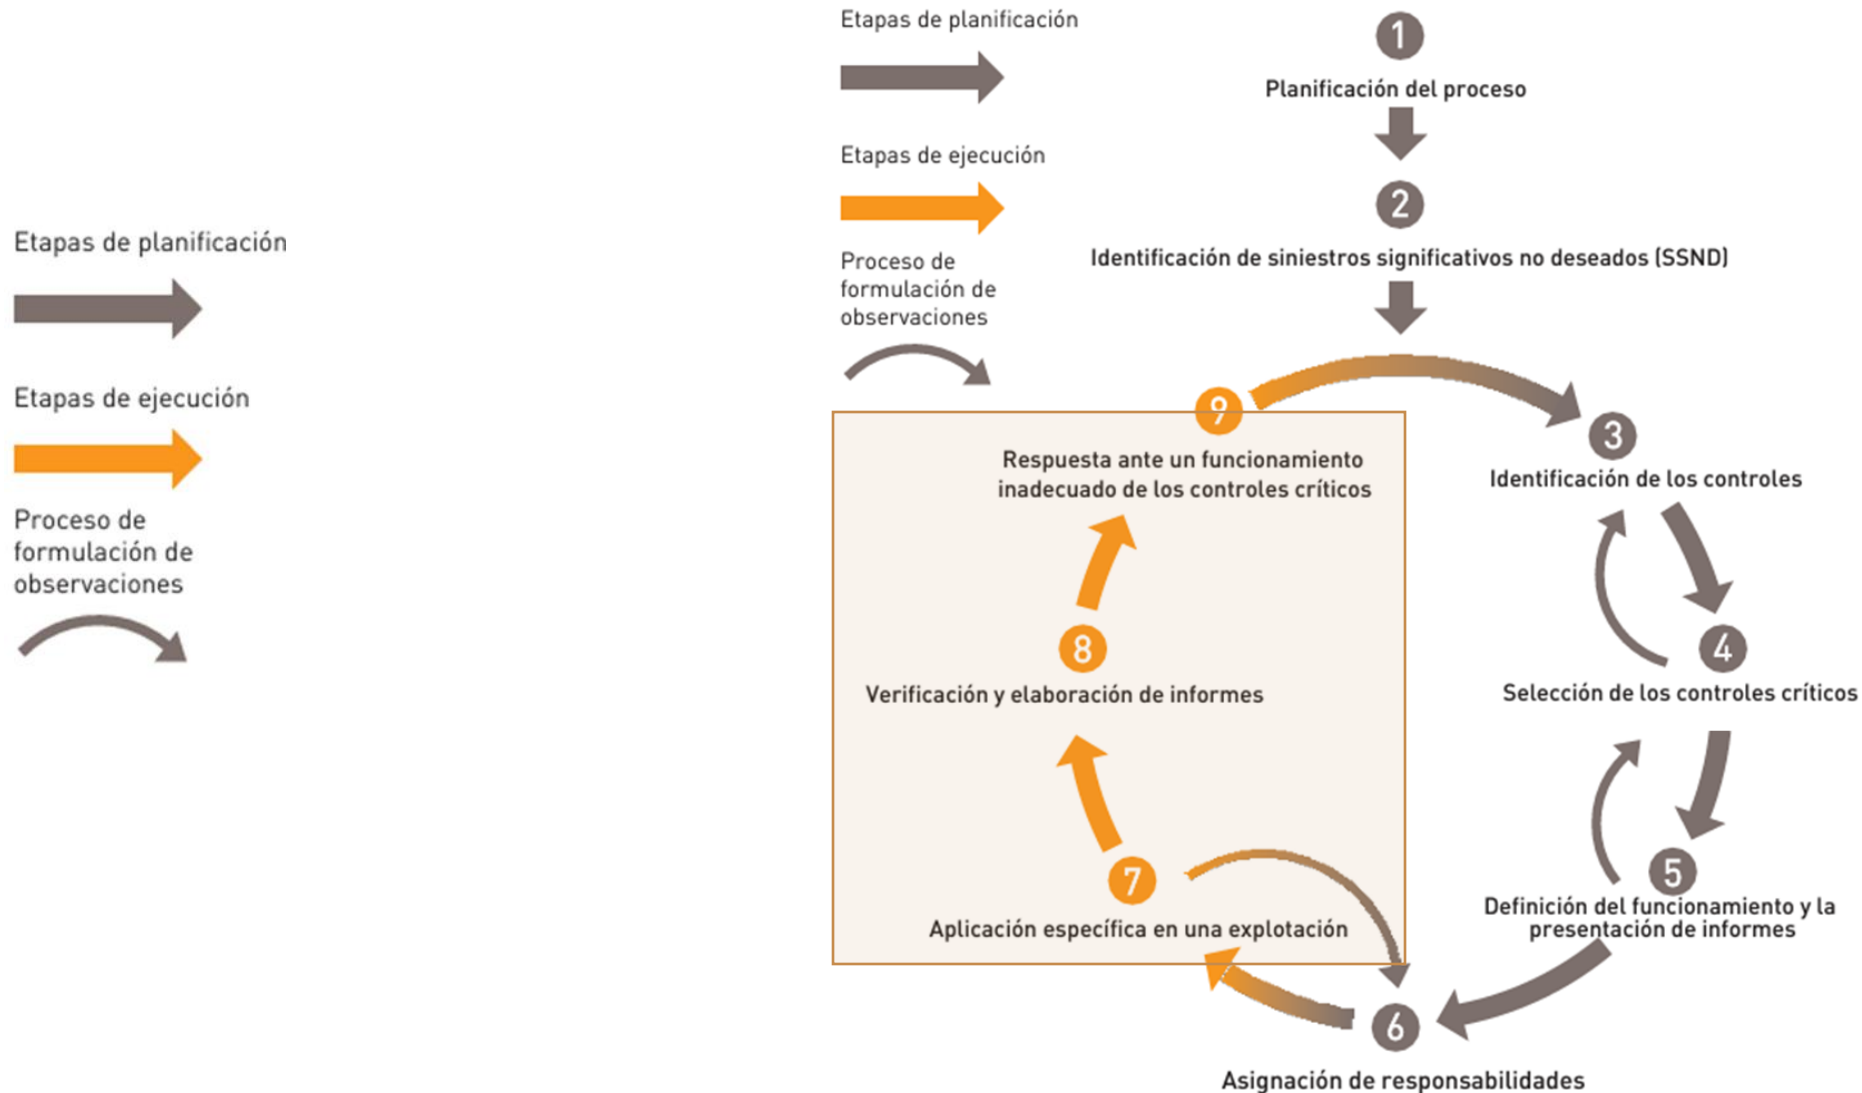 Etapas de planificación
Etapas de ejecución
Proceso de
formulación de
observaciones
Etapas de planificación
Etapas de ejecución
Proceso de
formulación de
observaciones
1
Planificación del proceso
2
Identificación de siniestros significativos no deseados (SSND)
3
Identificación de los controles
4
Selección de los controles críticos
5
Definición del funcionamiento y la
presentación de informes
6
Asignación de responsabilidades
7
Aplicación específica en una explotación
8
Verificación y elaboración de informes
9
Respuesta ante un funcionamiento
inadecuado de los controles críticos